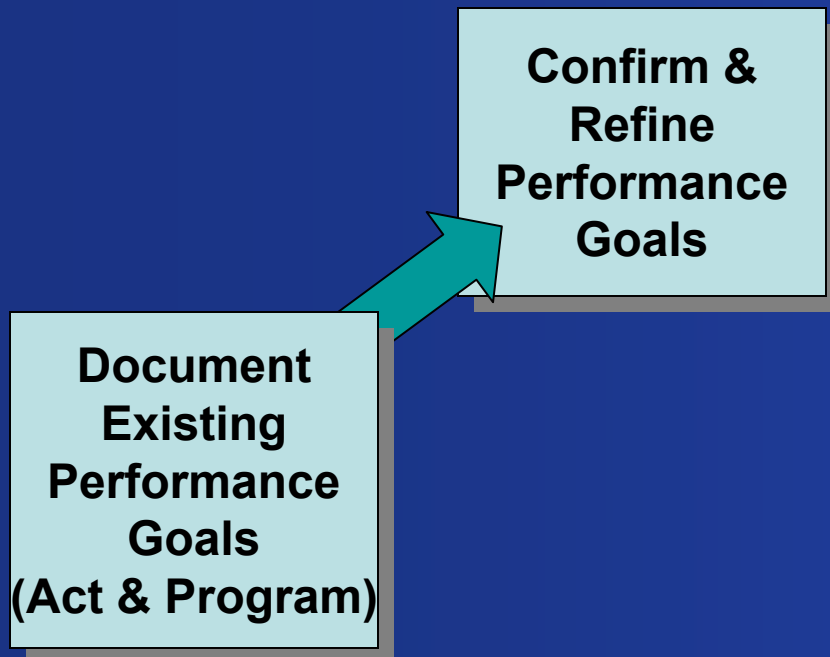 Confirm &
Refine
Performance
Goals
Document
Existing
Performance
Goals
(Act & Program)